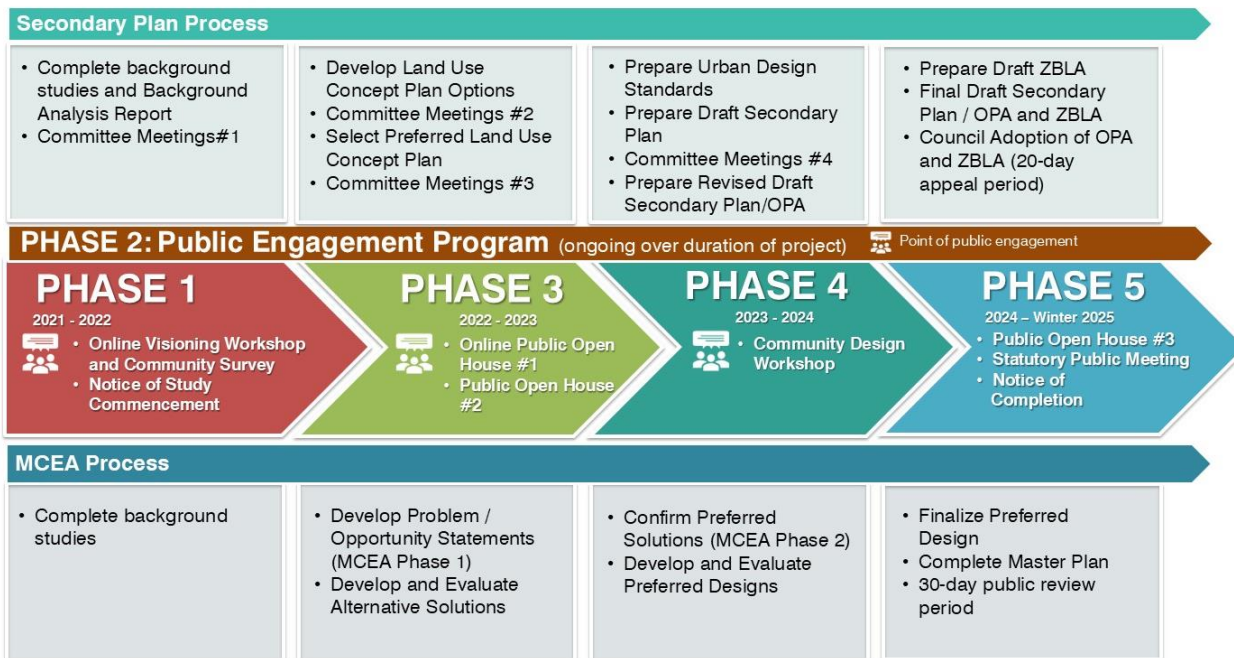 Secondary Plan Process
• Complete background
studies and Background
Analysis Report
• Committee Meetings#1
• Develop Land Use
Concept Plan Options
• Committee Meetings #2
• Select Preferred Land Use
Concept Plan
• Committee Meetings #3
• Prepare Urban Design
Standards
• Prepare Draft Secondary
Plan
• Committee Meetings #4
• Prepare Revised Draft
Secondary Plan/OPA
• Prepare Draft ZBLA
• Final Draft Secondary
Plan / OPA and ZBLA
• Council Adoption of OPA
and ZBLA (20-day
appeal period)
PHASE 2: Public Engagement Program (ongoing over duration of project) Point of public engagement
PHASE 1
2021 - 2022
• Online Visioning Workshop
and Community Survey
• Notice of Study
Commencement
PHASE 3
2022 - 2023
• Online Public Open
House #1
• Public Open House
#2
PHASE 4
2023 - 2024
• Community Design
Workshop
PHASE 5
2024 – Winter 2025
• Public Open House #3
• Statutory Public Meeting
• Notice of
Completion
MCEA Process
• Complete background
studies
• Develop Problem /
Opportunity Statements
(MCEA Phase 1)
• Develop and Evaluate
Alternative Solutions
• Confirm Preferred
Solutions (MCEA Phase 2)
• Develop and Evaluate
Preferred Designs
• Finalize Preferred
Design
• Complete Master Plan
• 30-day public review
period